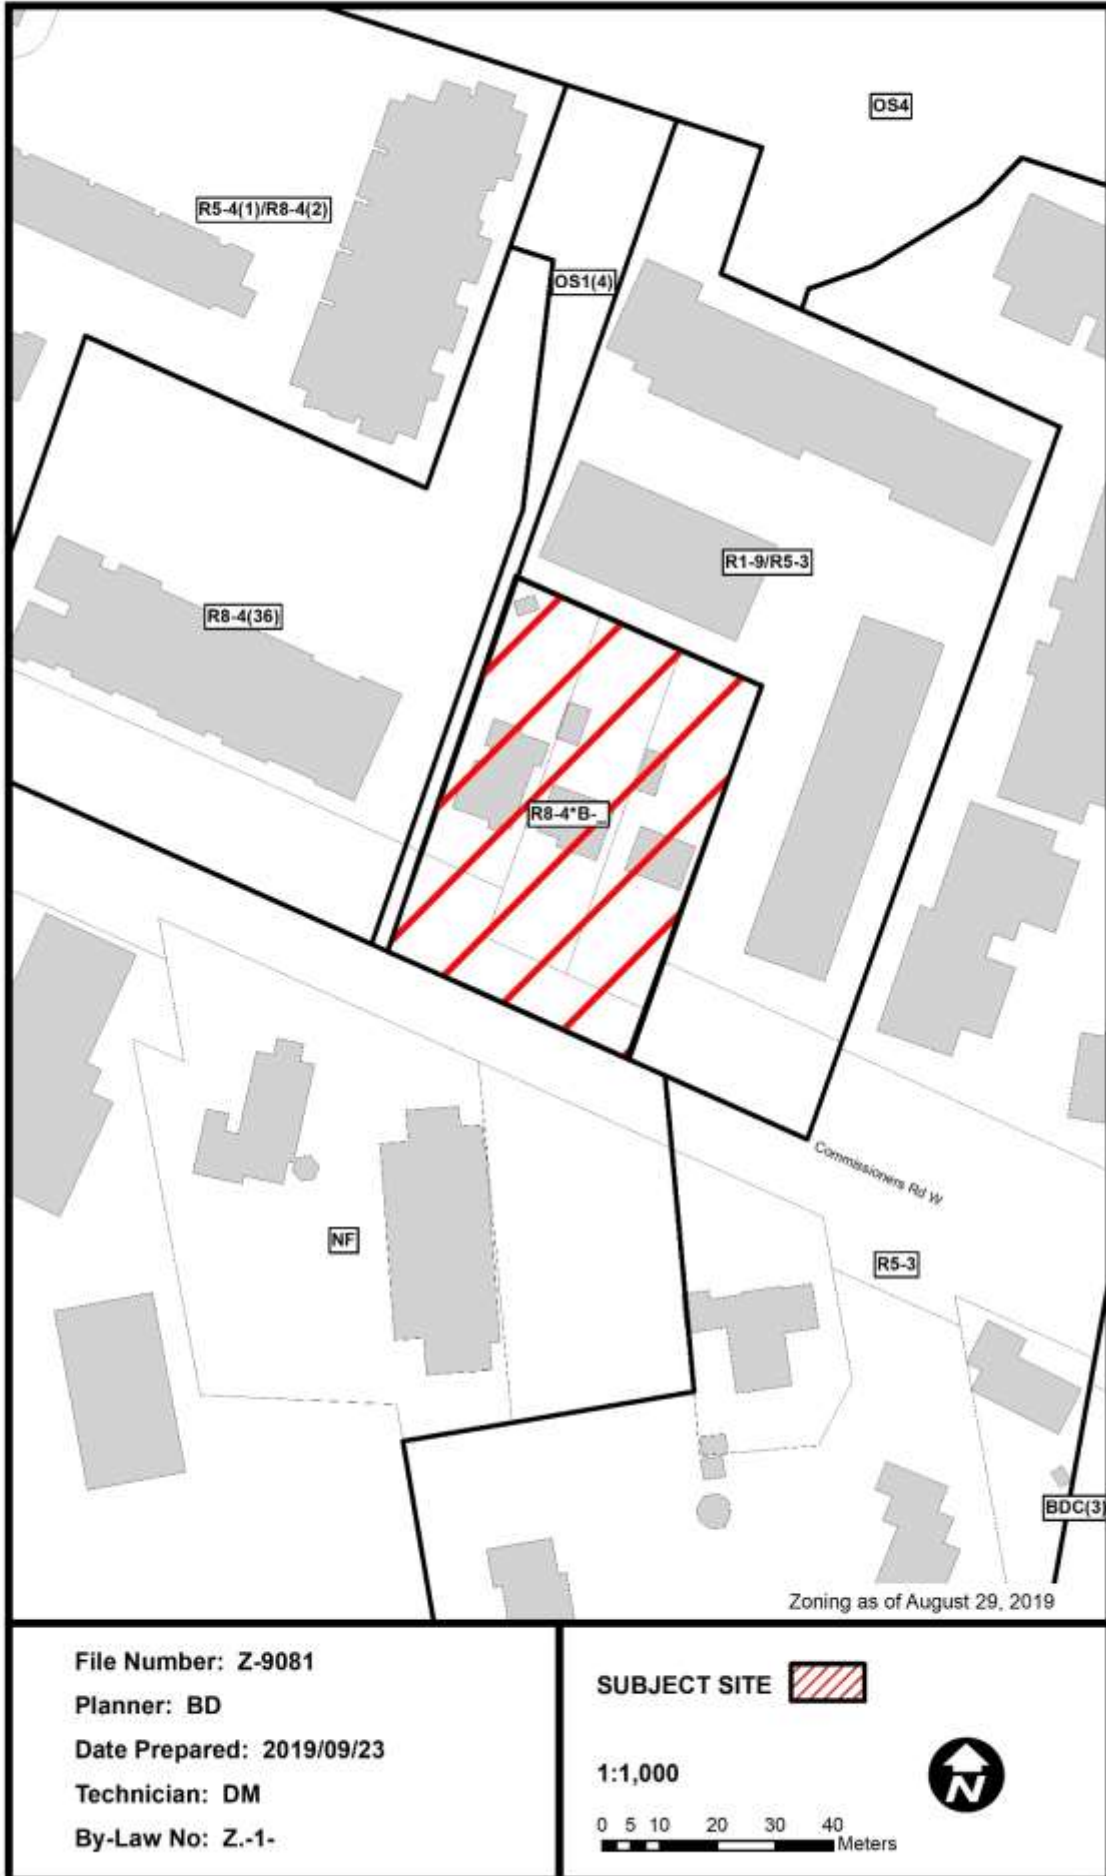 OS4
R5-4(1)/R8-4(2)
OS1(4)
R1-9/R5-3
R8-4(36)
R8-4*B-_
Commissioners Rd W
NF
R5-3
BDC(3)
Zoning as of August 29, 2019
File Number: Z-9081
Planner: BD
Date Prepared: 2019/09/23
Technician: DM
By-Law No: Z.-1-
SUBJECT SITE
1:1,000
N
0 5 10 20 30 40
Meters